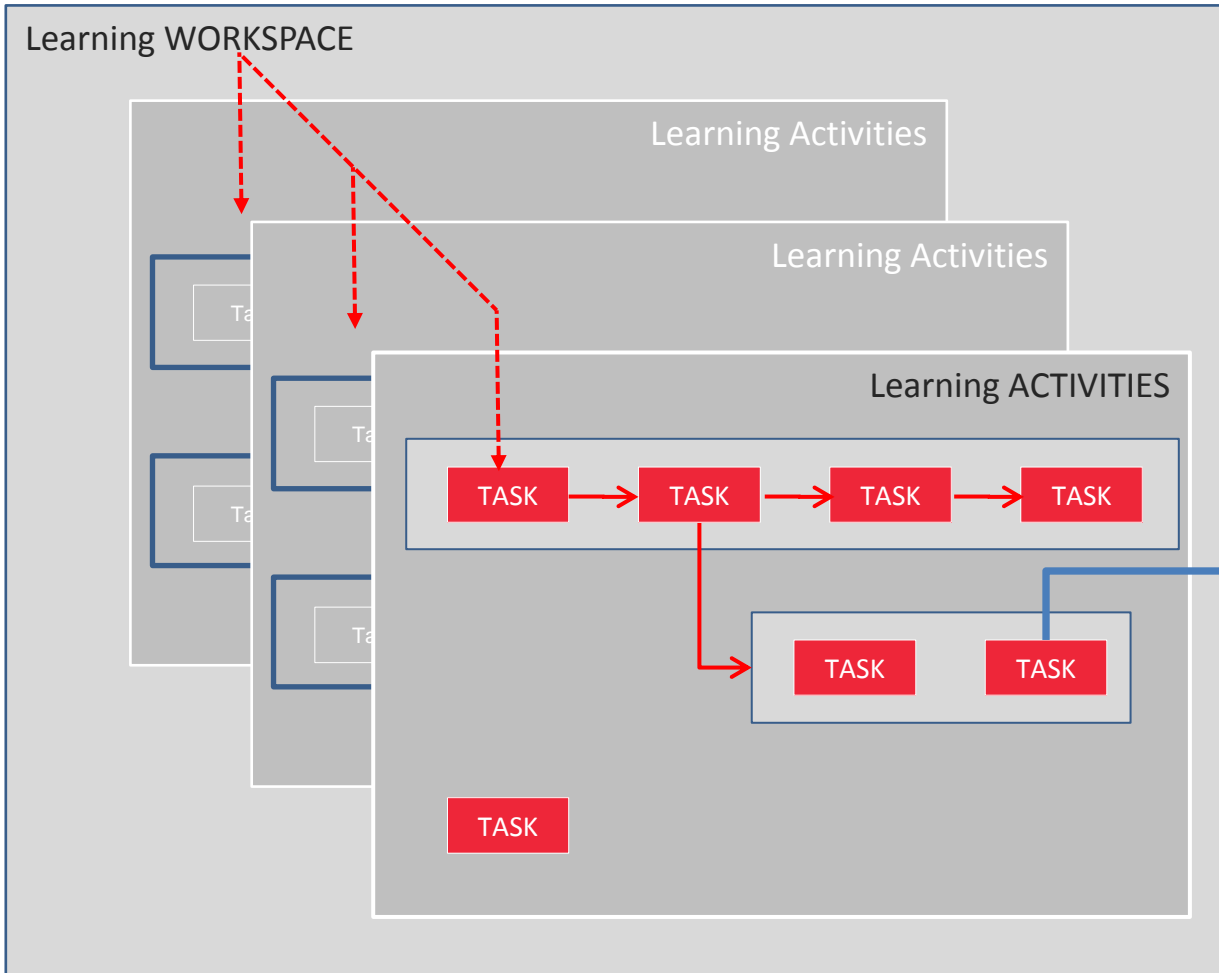 Learning WORKSPACE
Learning Activities
Learning Activities
Learning ACTIVITIES
TASK TASK TASK TASK
TASK TASK
TASK